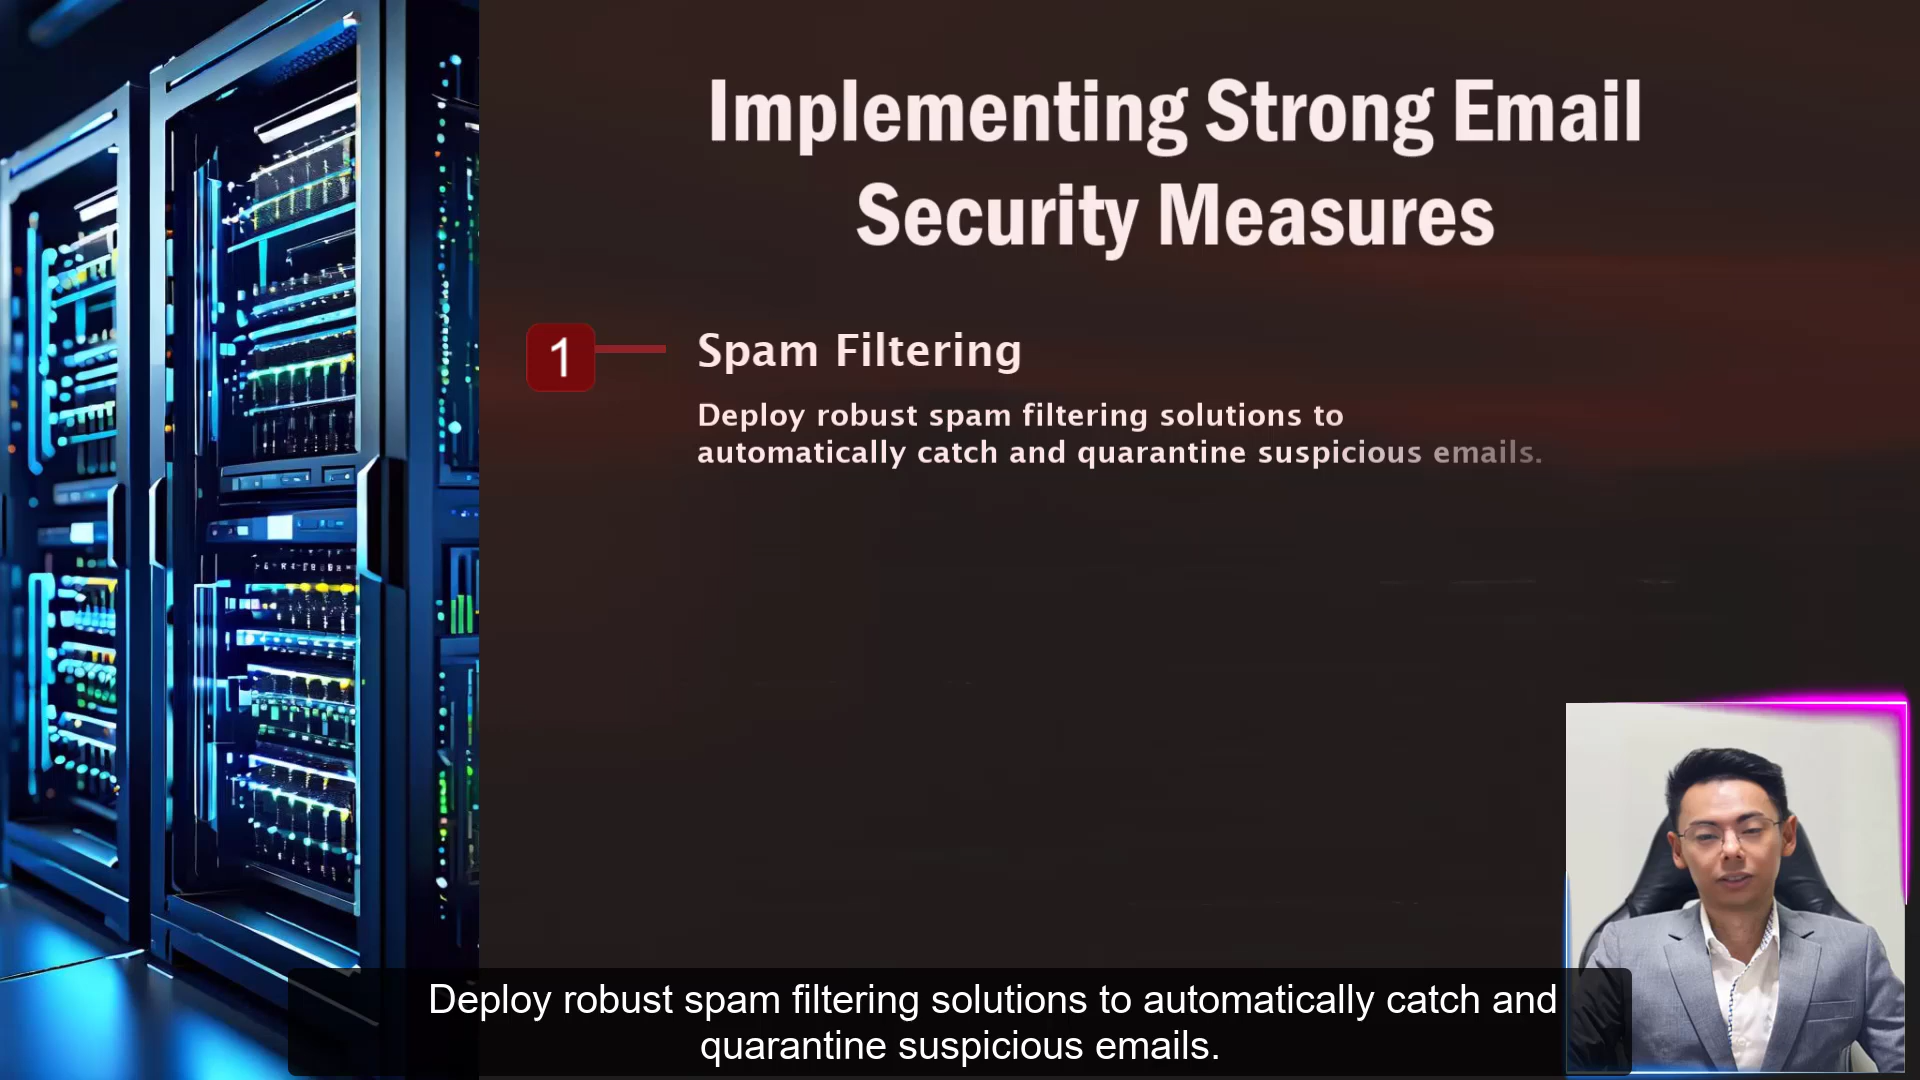 Implementing Strong Email
Security Measures
1
Spam Filtering
Deploy robust spam filtering solutions to
automatically catch and quarantine suspicious emails.
Deploy robust spam filtering solutions to automatically catch and
quarantine suspicious emails.